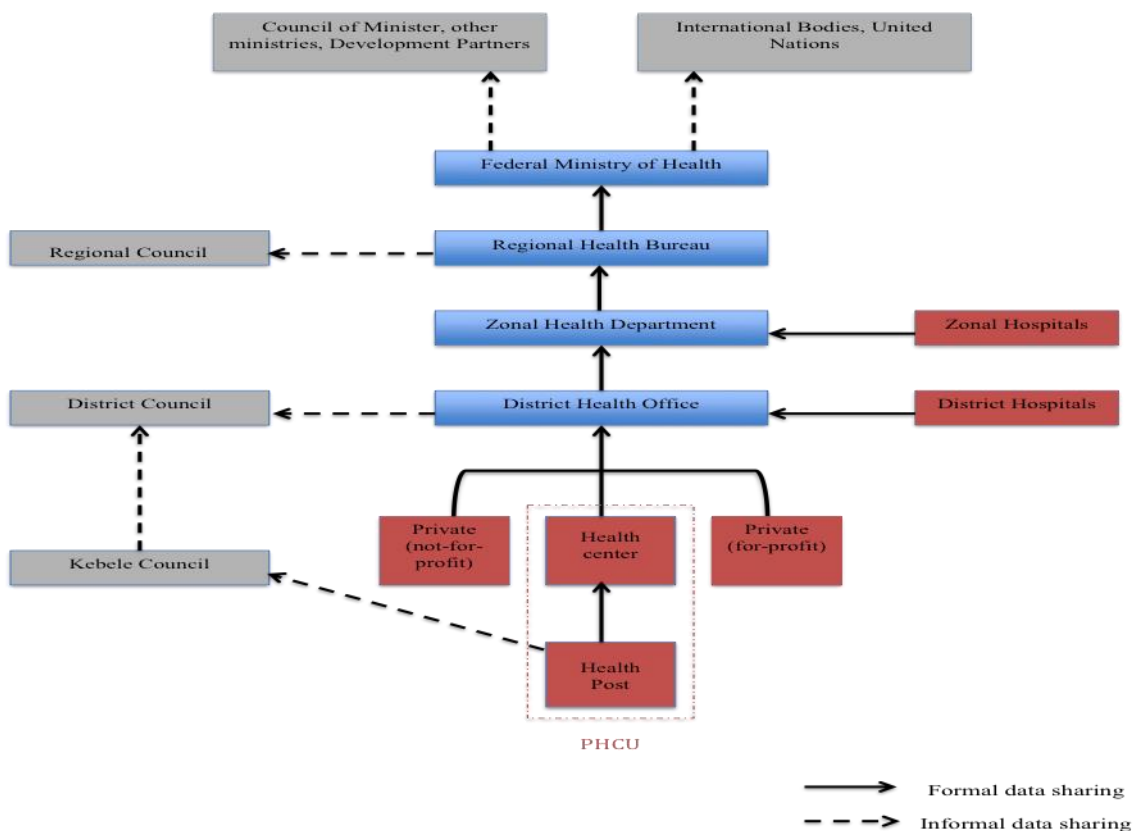 Council of Minister, other
ministries, Development Partners
International Bodies, United
Nations
Federal Ministry of Health
Regional Council
Regional Health Bureau
Zonal Health Department
Zonal Hospitals
District Council
District Health Office
District Hospitals
Private
(not-for-
profit)
Health
center
Private
(for-profit)
Kebele Council
Health
Post
PHCU
Formal data sharing
Informal data sharing